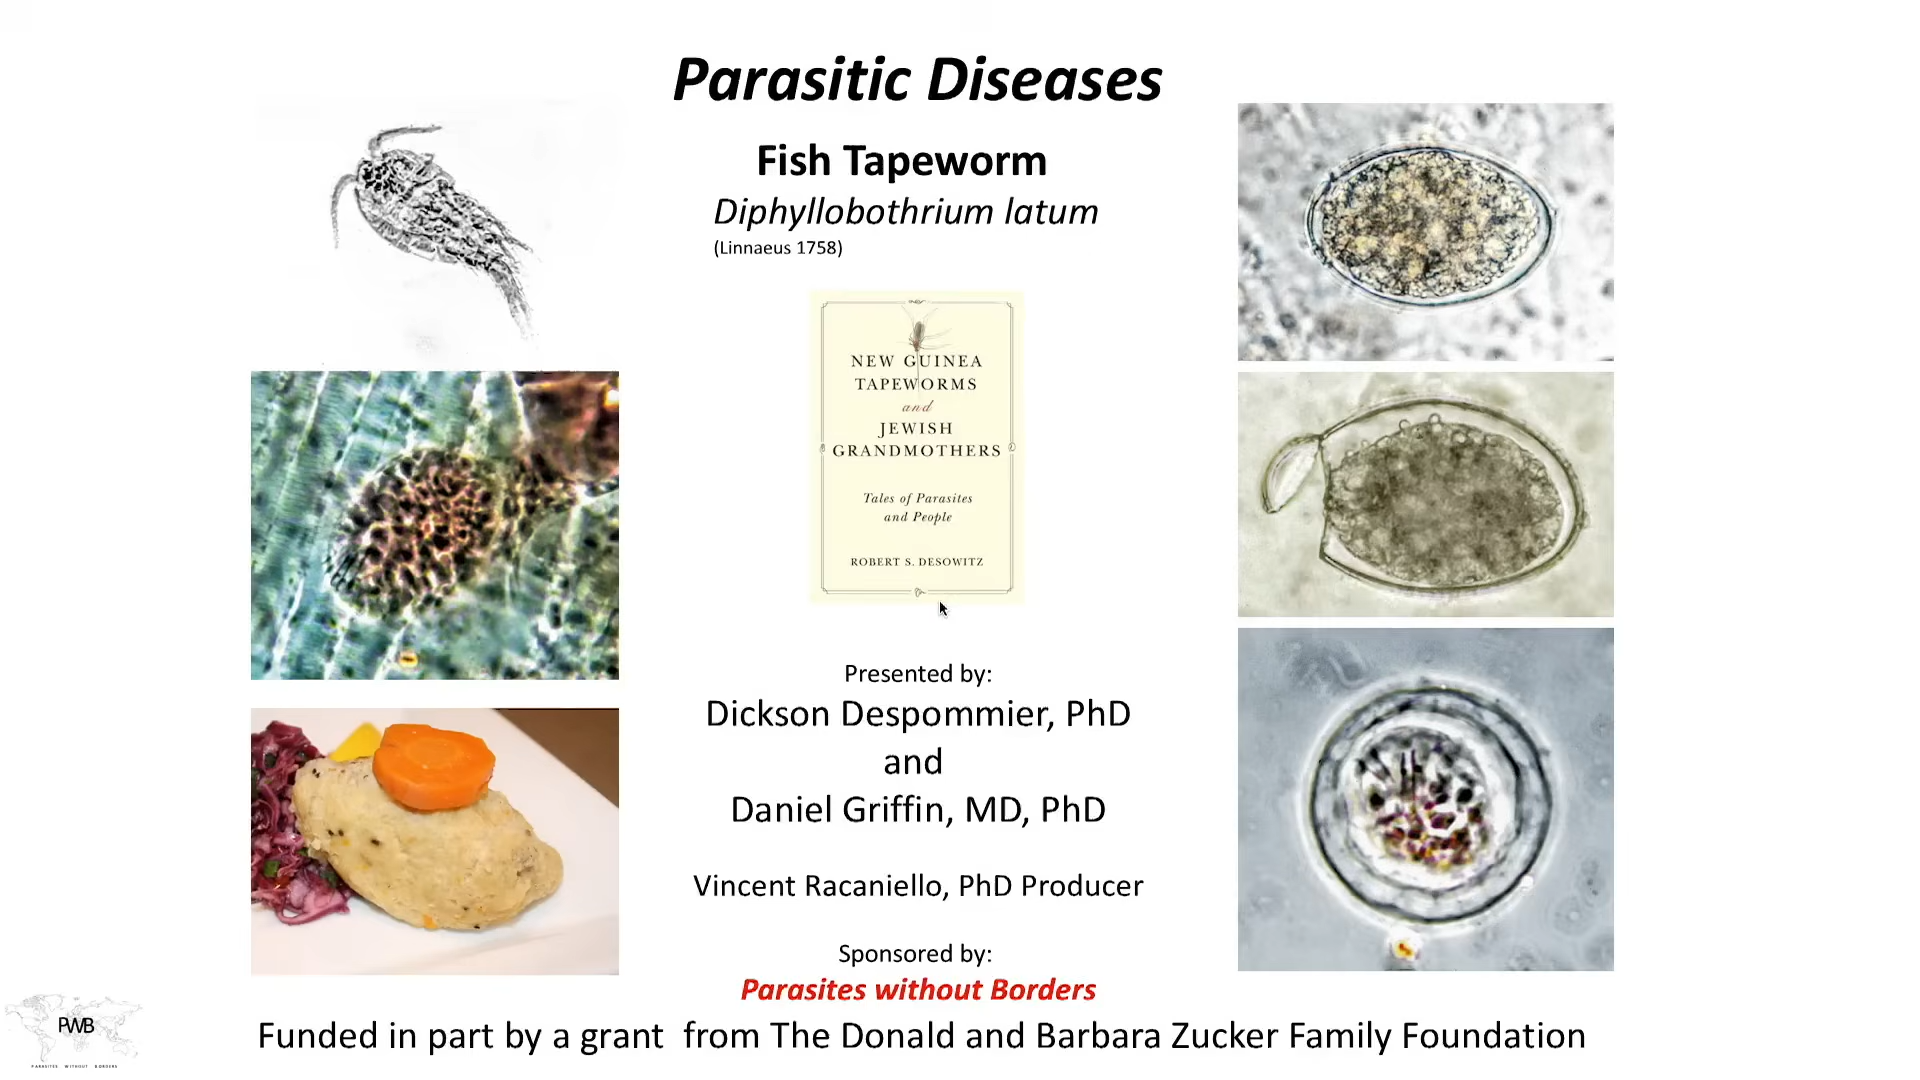 Parasitic Diseases
Fish Tapeworm
Diphyllobothrium latum
(Linnaeus 1758)
NEW GUINEA
TAPEWORMS
and
JEWISH
GRANDMOTHERS
Tales of Parasites
and People
ROBERT S. DESOWITZ
Presented by:
Dickson Despommier, PhD
and
Daniel Griffin, MD, PhD
Vincent Racaniello, PhD Producer
Sponsored by:
Parasites without Borders
Funded in part by a grant from The Donald and Barbara Zucker Family Foundation
PWB
PARASITES WITHOUT BORDERS